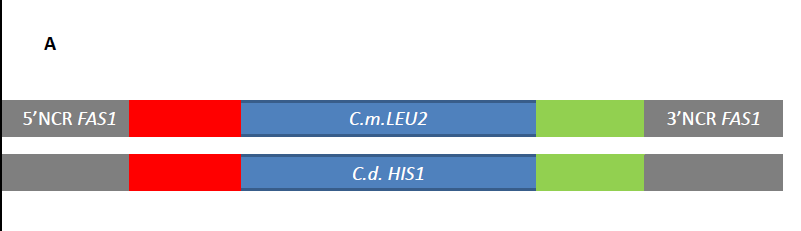 A
5’NCR FAS1 C.m.LEU2 3’NCR FAS1
C.d. HIS1